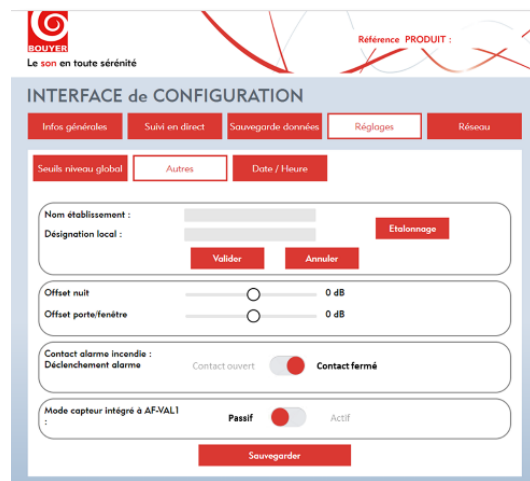 BOUYER
Le son en toute sérénité
Référence PRODUIT :
INTERFACE de CONFIGURATION
Infos générales
Suivi en direct
Sauvegarde données
Réglages
Réseau
Seuils niveau global
Autres
Date / Heure
Nom établissement :
Désignation local :
Etalonnage
Valider
Annuler
Offset nuit
0 dB
Offset porte/fenêtre
0 dB
Contact alarme incendie :
Déclenchement alarme
Contact ouvert
Contact fermé
Mode capteur intégré à AF-VAL1
:
Passif
Actif
Sauvegarder